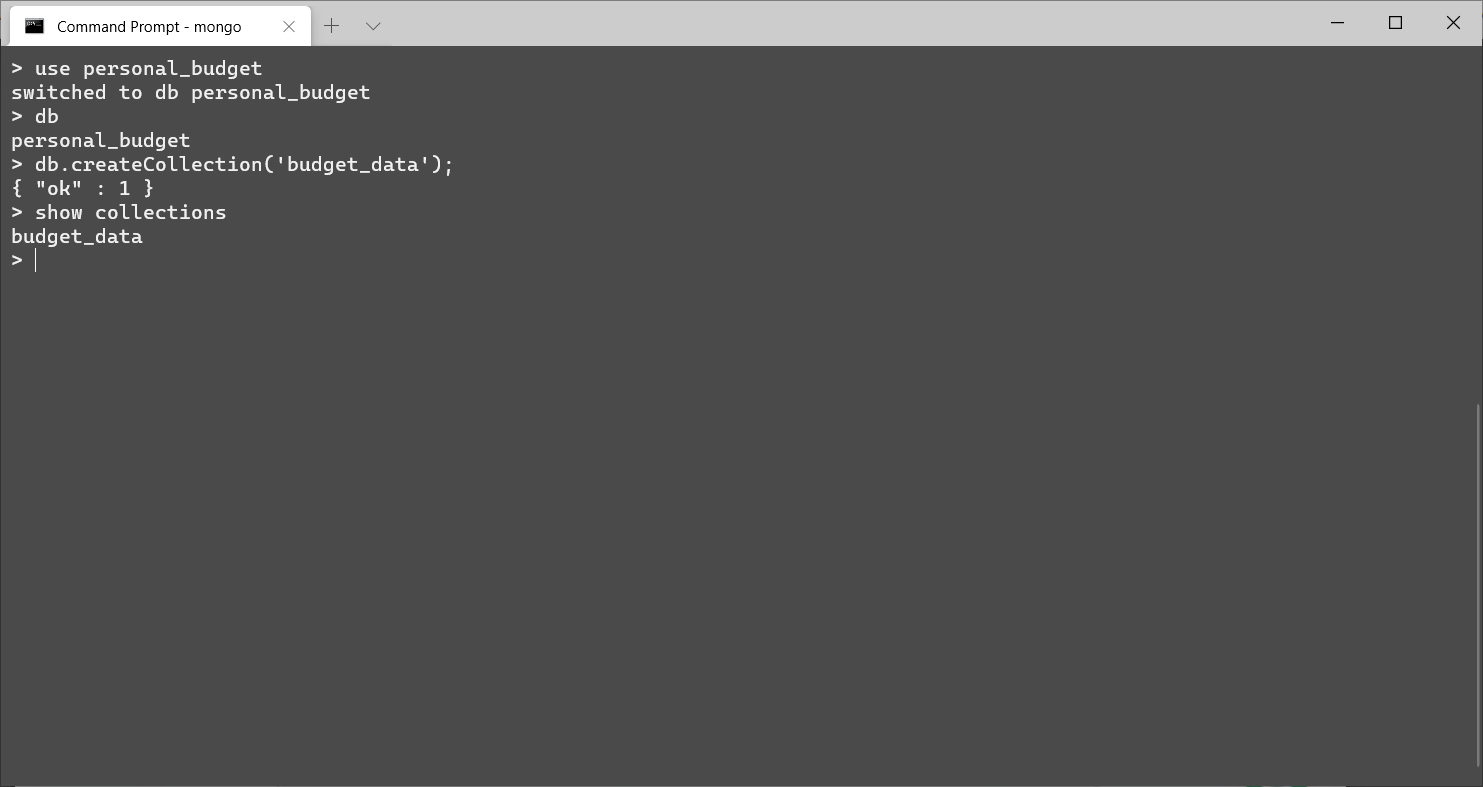 Command Prompt - mongo
> use personal_budget
switched to db personal_budget
> db
personal_budget
> db.createCollection('budget_data');
{ "ok" : 1 }
> show collections
budget_data
>